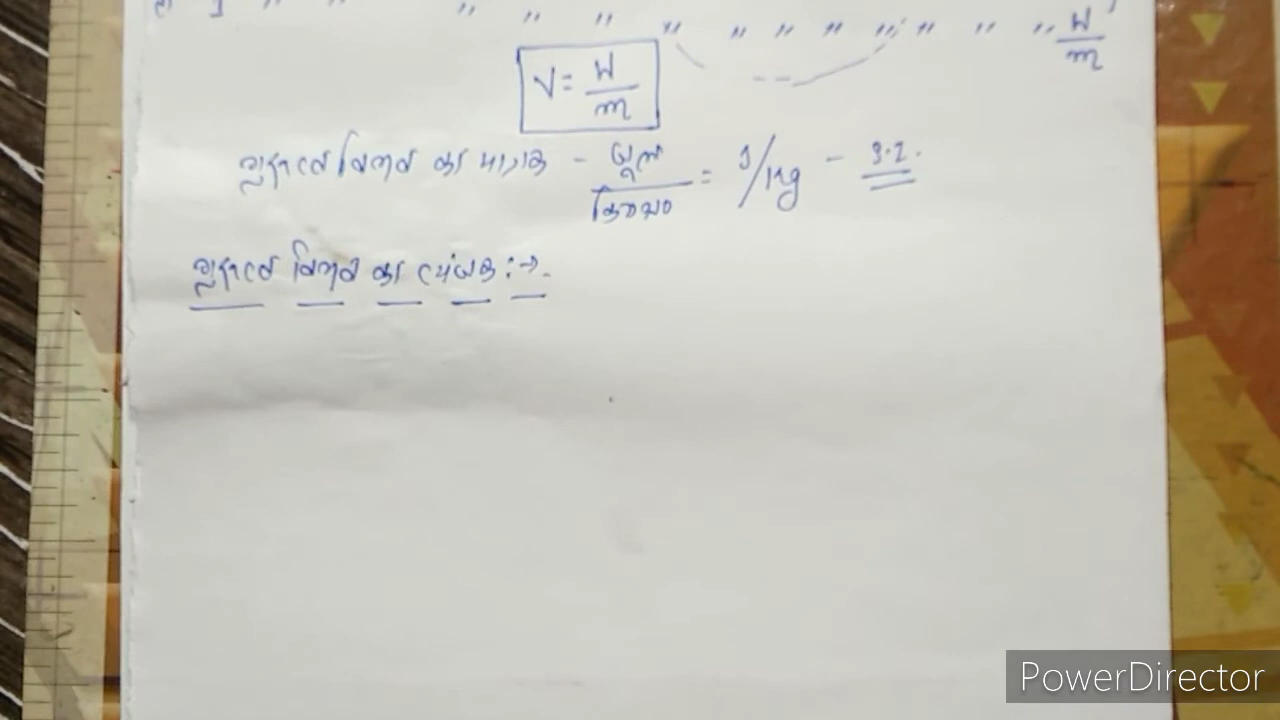 " " " " " " " " " " " " " W/m
V = W/m
गुरुत्वीय विभव का मात्रक - जूल/किग्रा = J/Kg - S.I.
गुरुत्वीय विभव का व्यंजक :→.
PowerDirector